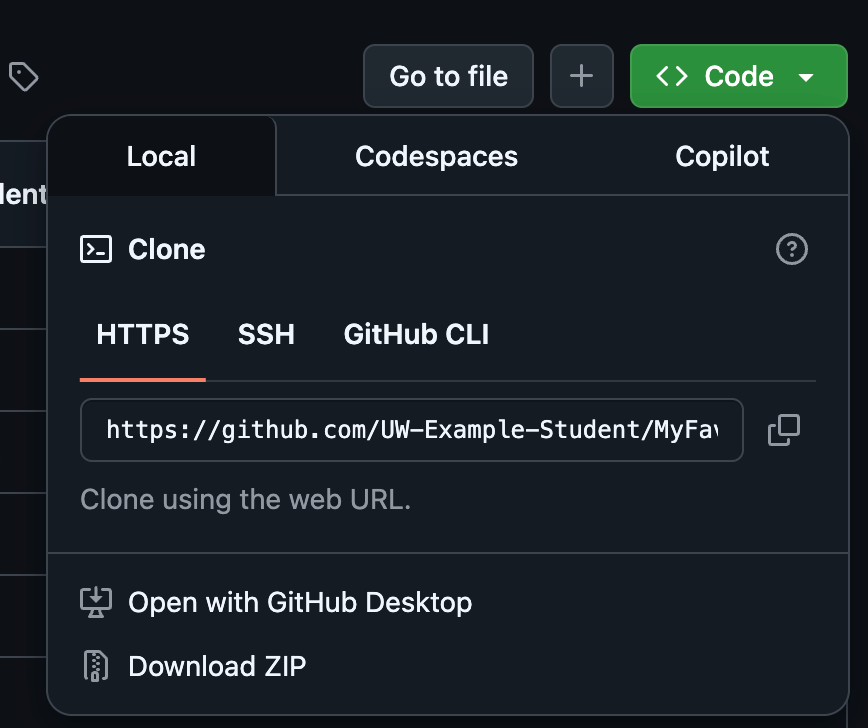 Go to file
Code
Local Codespaces Copilot
Clone
HTTPS SSH GitHub CLI
https://github.com/UW-Example-Student/MyFav
Clone using the web URL.
Open with GitHub Desktop
Download ZIP